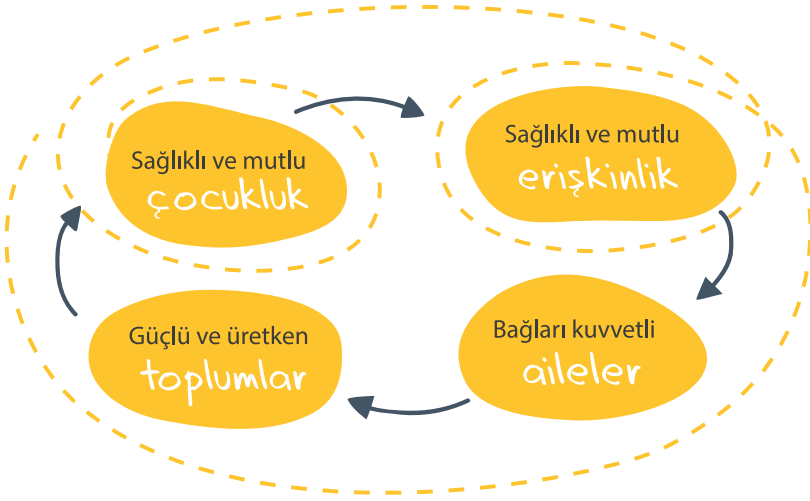 Sağlıklı ve mutlu
çocukluk
Sağlıklı ve mutlu
erişkinlik
Bağları kuvvetli
aileler
Güçlü ve üretken
toplumlar